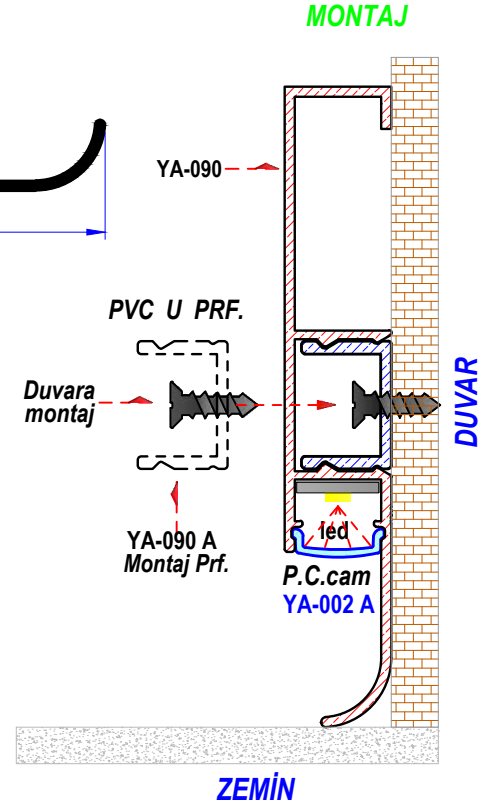 MONTAJ
YA-090
PVC U PRF.
Duvara
montaj
DUVAR
YA-090 A
Montaj Prf.
led
P.C.cam
YA-002 A
ZEMİN